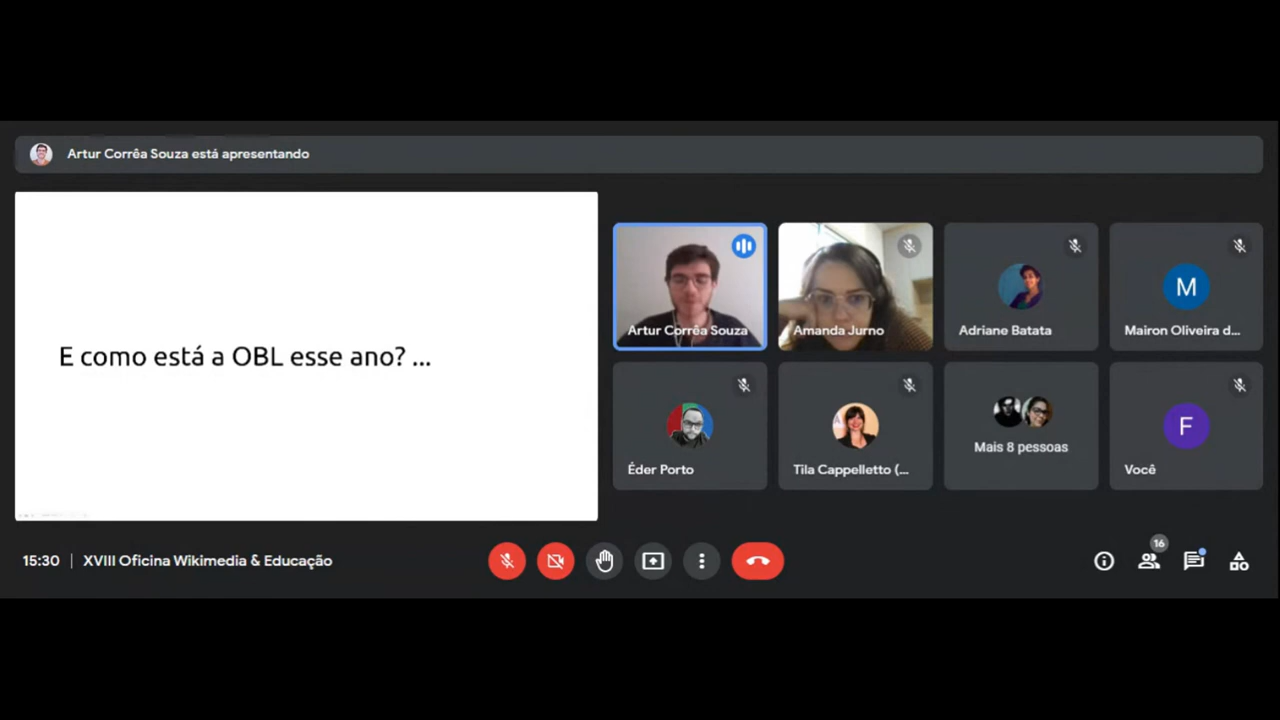 Artur Corrêa Souza está apresentando
E como está a OBL esse ano? ...
Artur Corrêa Souza
Amanda Jurno
Adriane Batata
M
Mairon Oliveira d...
Éder Porto
Tila Cappelletto (...
Mais 8 pessoas
F
Você
15:30 | XVIII Oficina Wikimedia & Educação
16